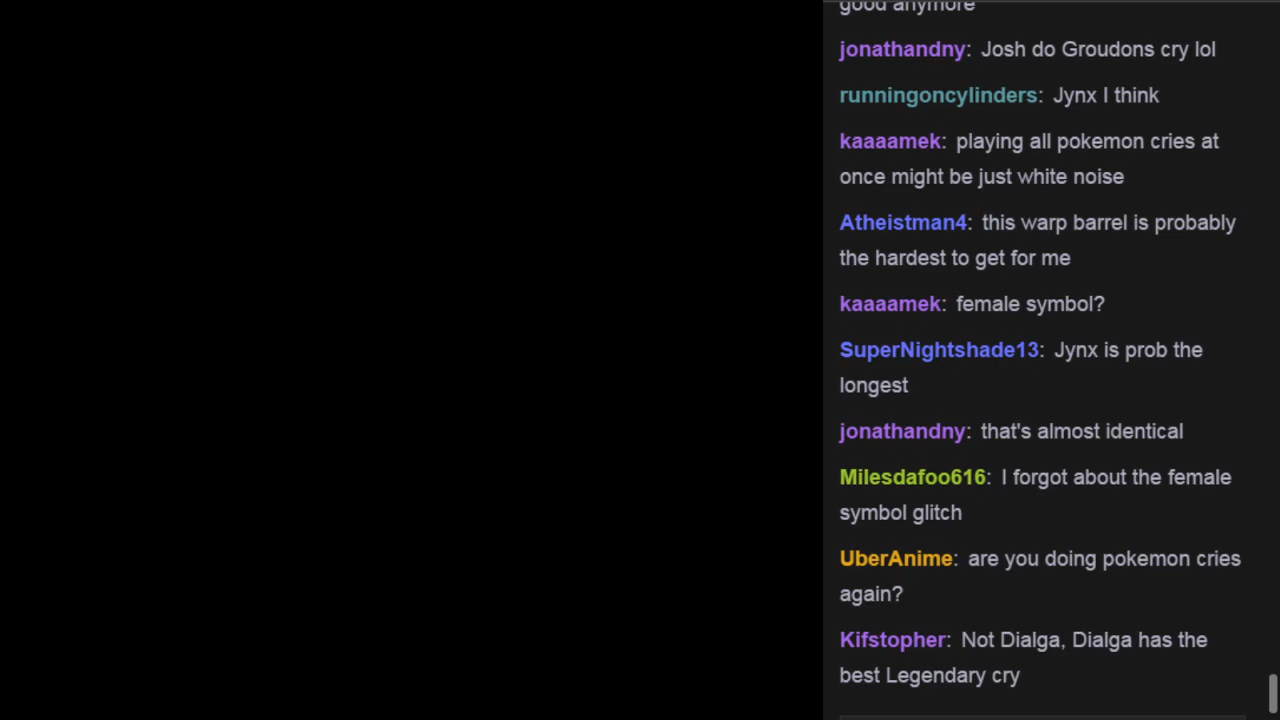 good anymore
jonathandny: Josh do Groudons cry lol
runningoncylinders: Jynx I think
kaaaamek: playing all pokemon cries at
once might be just white noise
Atheistman4: this warp barrel is probably
the hardest to get for me
kaaaamek: female symbol?
SuperNightshade13: Jynx is prob the
longest
jonathandny: that's almost identical
Milesdafoo616: I forgot about the female
symbol glitch
UberAnime: are you doing pokemon cries
again?
Kifstopher: Not Dialga, Dialga has the
best Legendary cry